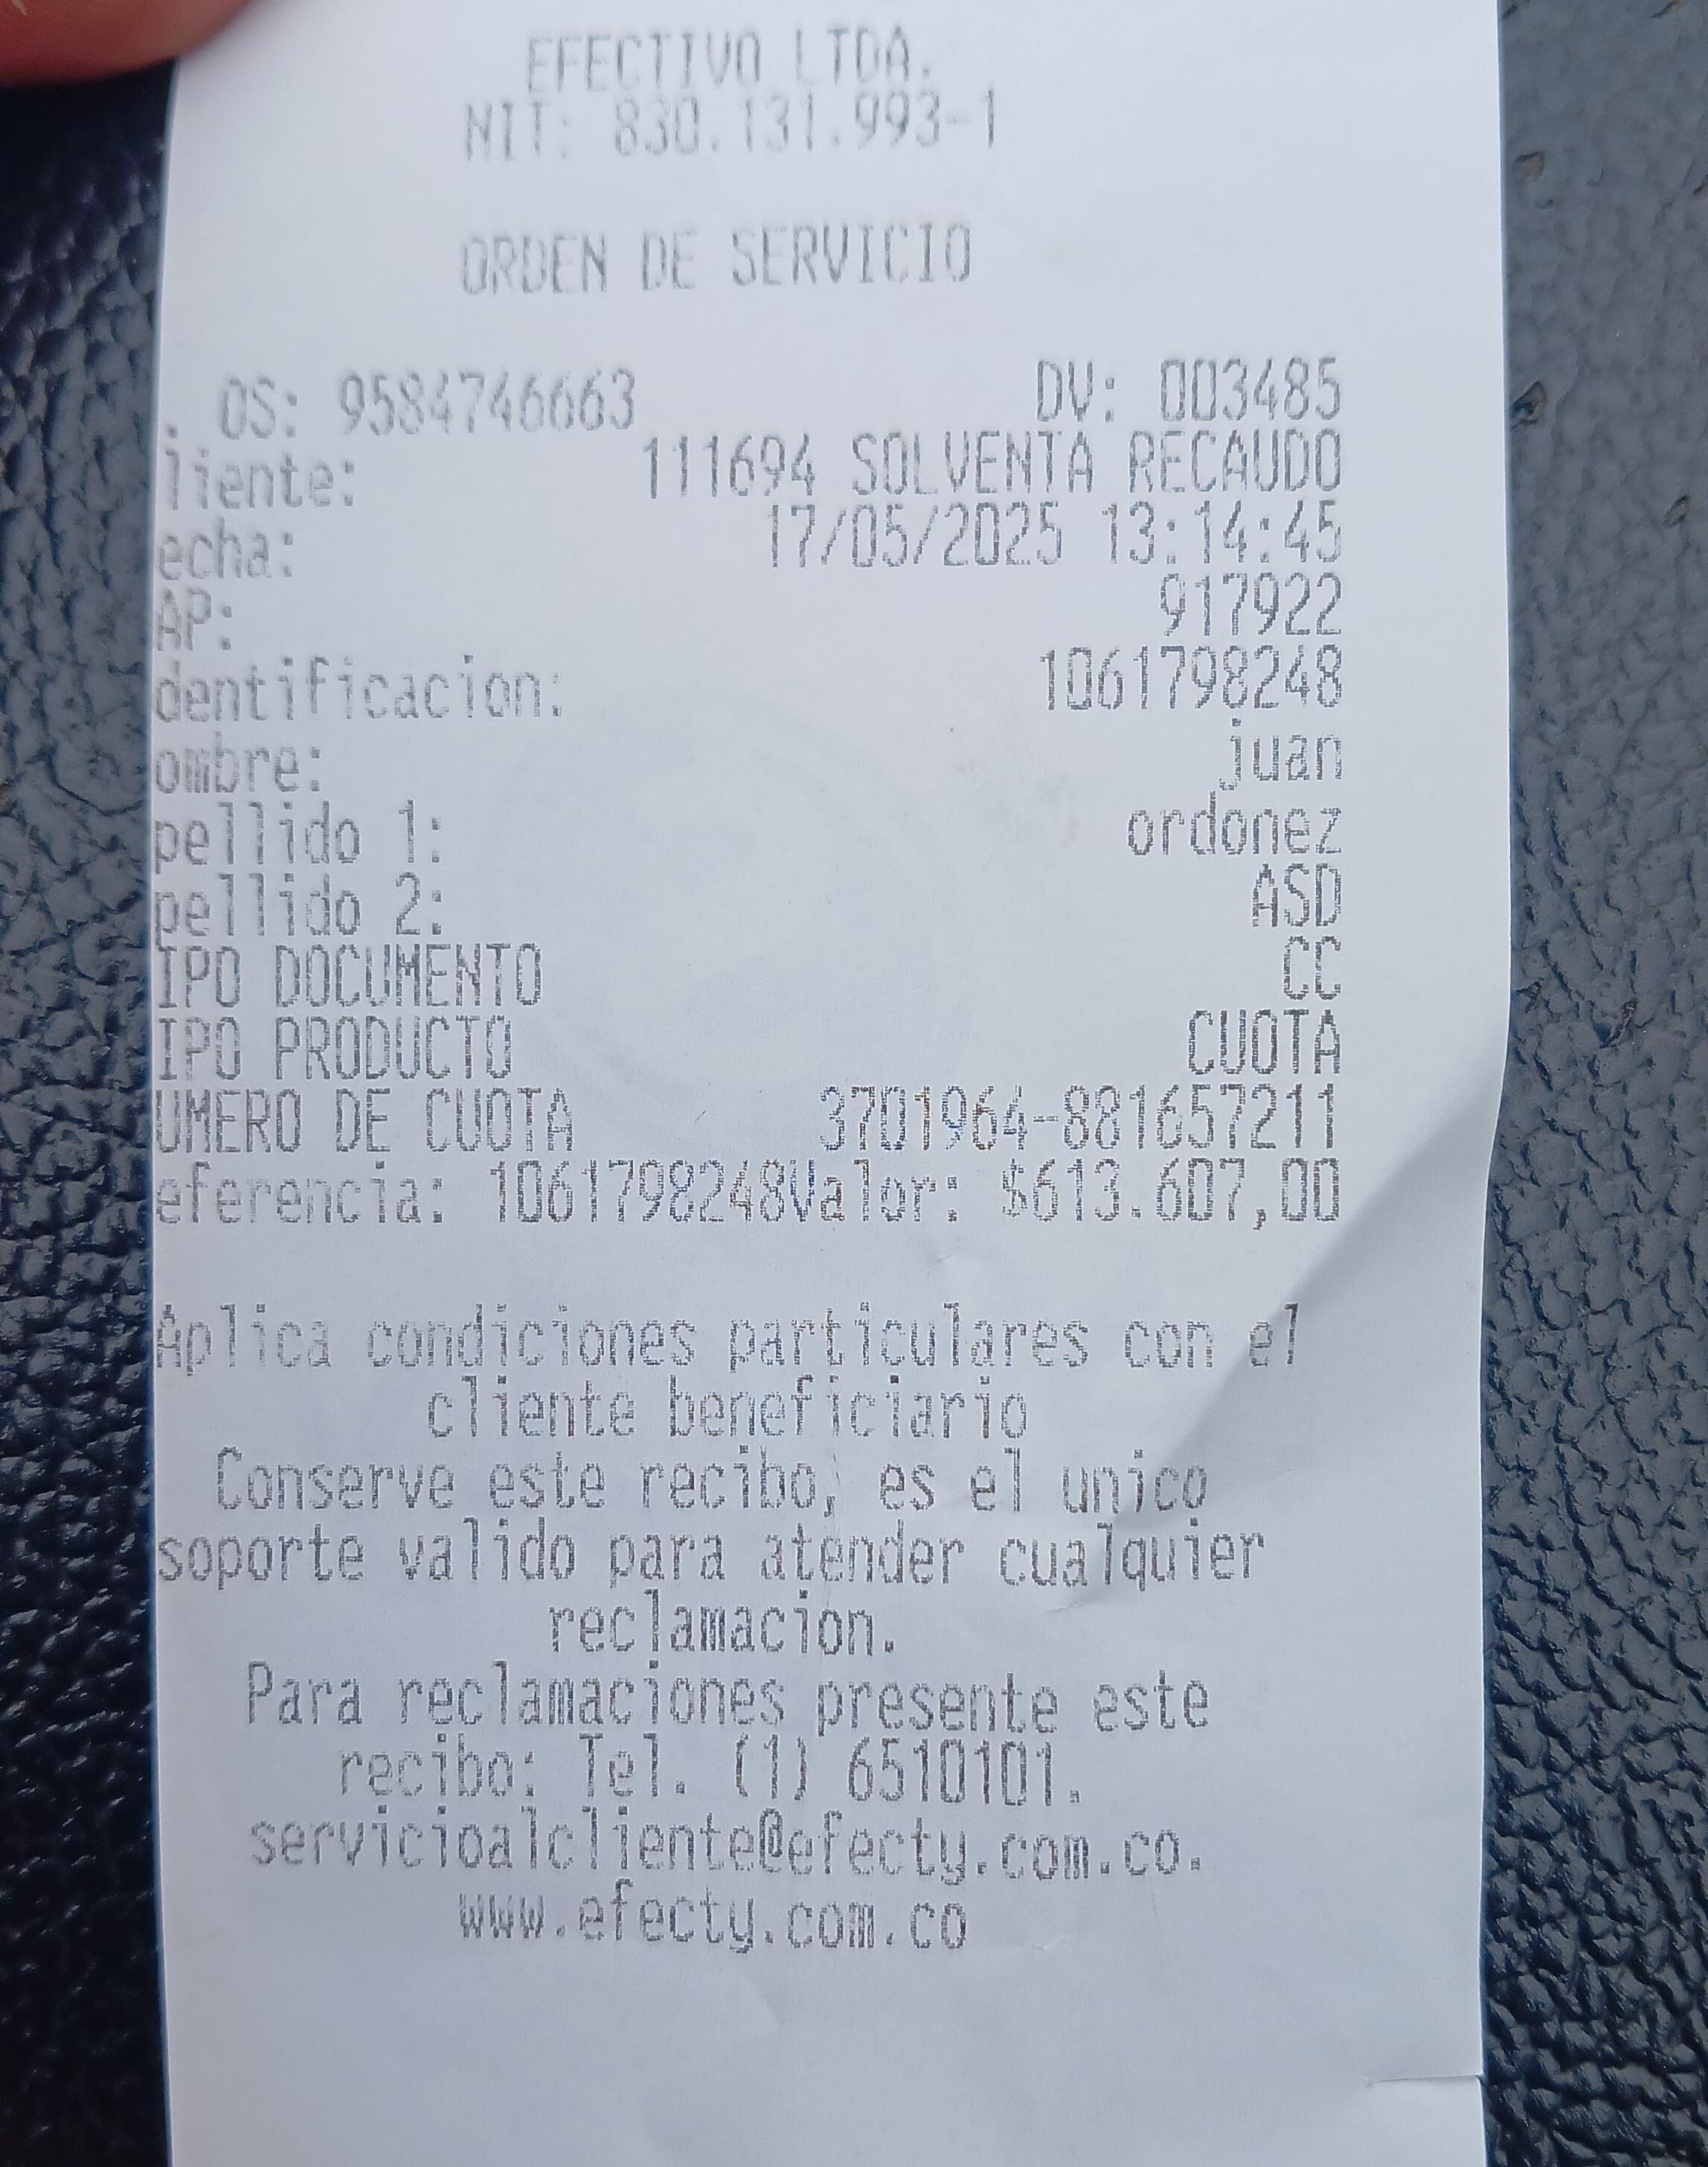 EFECTIVO LTDA.
NIT: 830.131.993-1
ORDEN DE SERVICIO
. OS: 9584746663 DV: 003485
liente: 111694 SOLVENTA RECAUDO
echa: 17/05/2025 13:14:45
AP: 917922
dentificacion: 1061798248
ombre: juan
pellido 1: ordonez
pellido 2: ASD
IPO DOCUMENTO CC
IPO PRODUCTO CUOTA
UMERO DE CUOTA 3701964-881657211
eferencia: 1061798248Valor: $613.607,00
Aplica condiciones particulares con el
cliente beneficiario
Conserve este recibo, es el unico
soporte valido para atender cualquier
reclamacion.
Para reclamaciones presente este
recibo: Tel. (1) 6510101.
servicioalcliente@efecty.com.co.
www.efecty.com.co